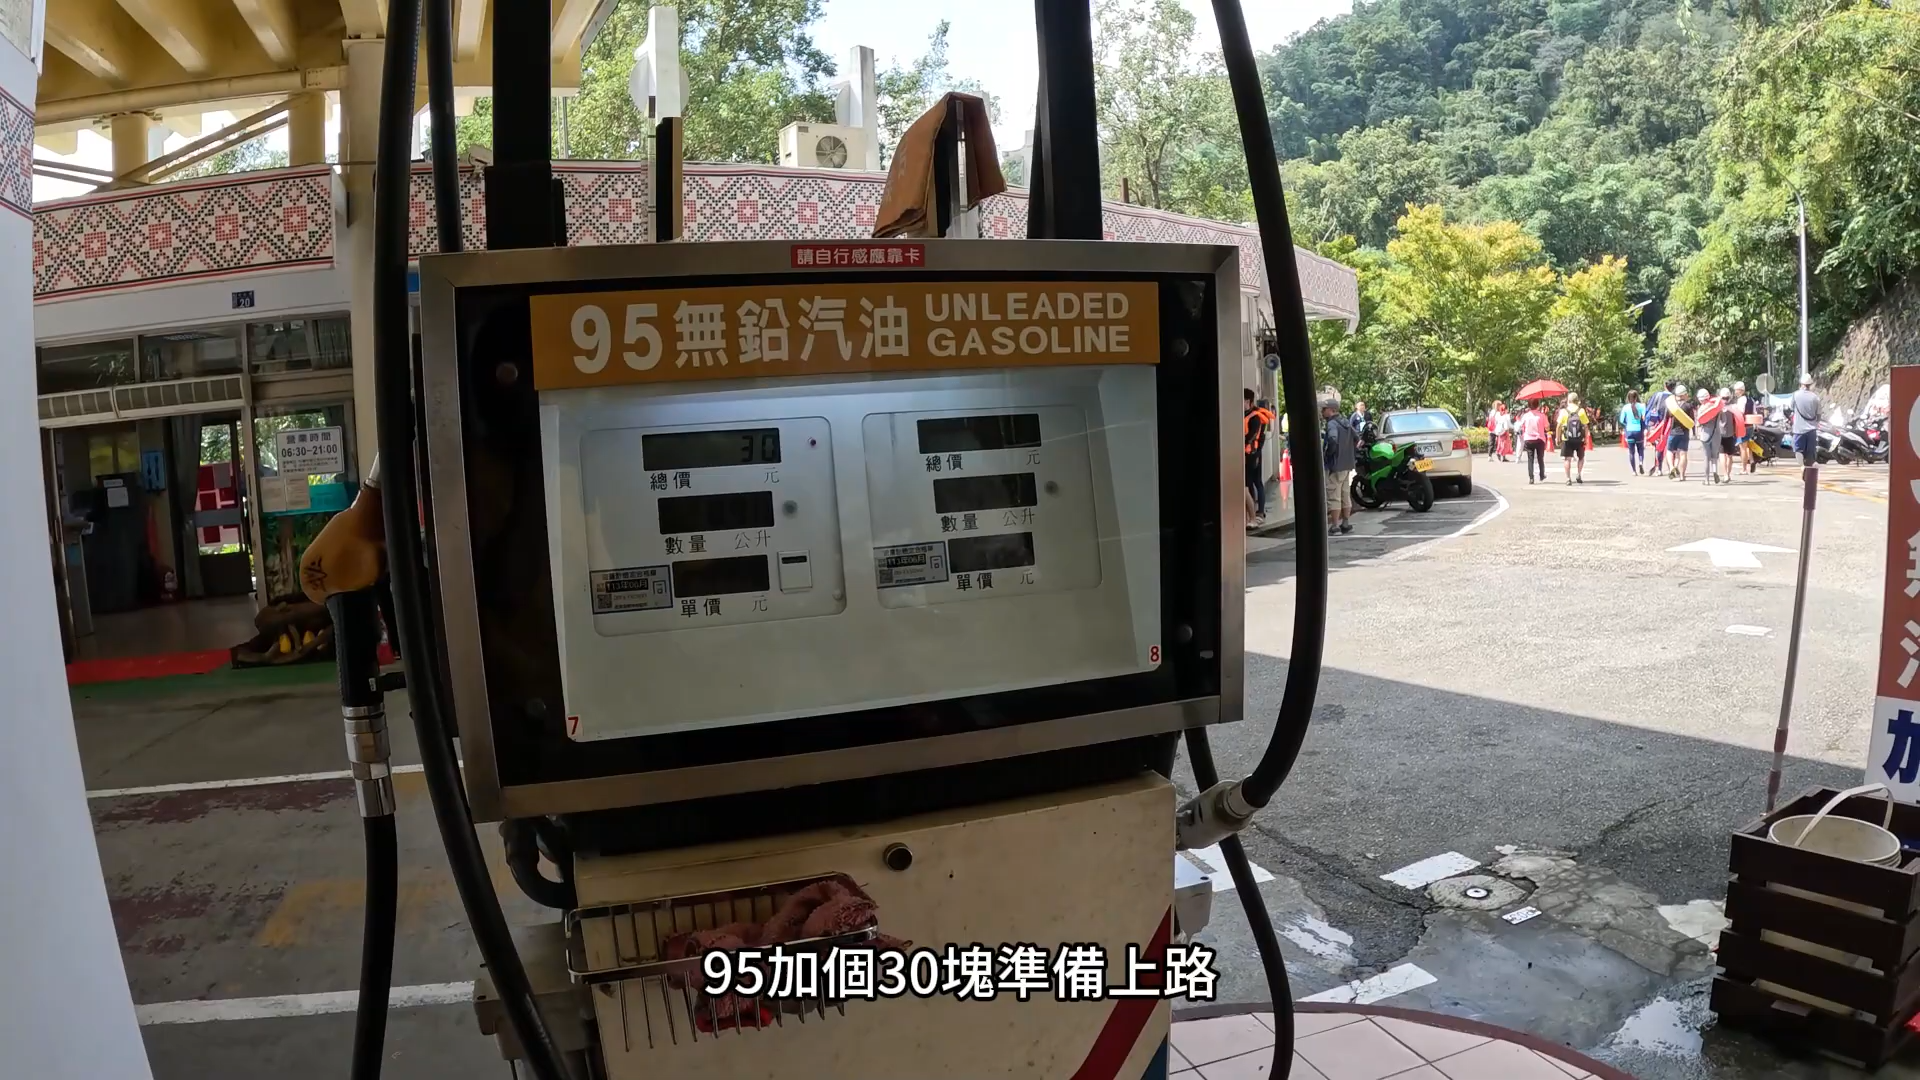 請自行感應靠卡
95無鉛汽油 UNLEADED
GASOLINE
20
營業時間
06:30~21:00
30
總價 元
數量 公升
單價 元
總價 元
數量 公升
單價 元
7
8
加
95加個30塊準備上路